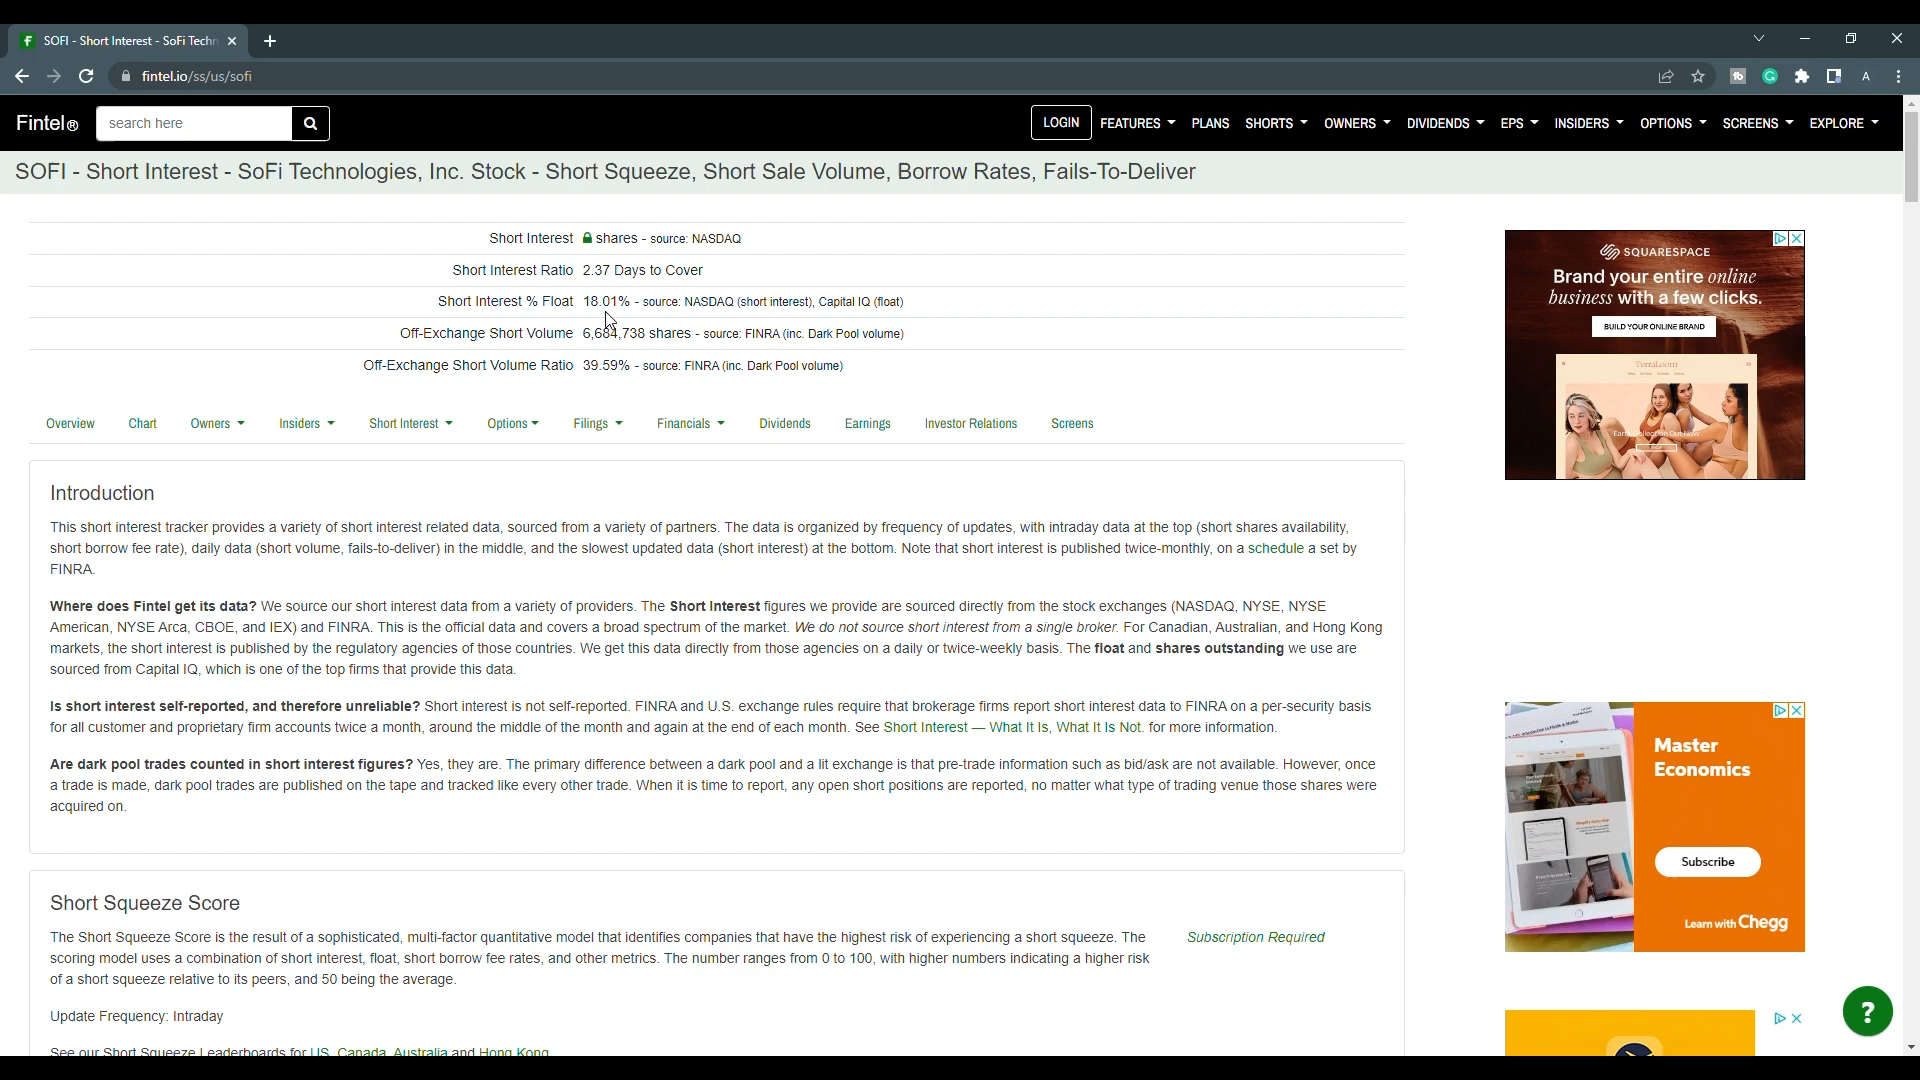 SOFI - Short Interest - SoFi Techn
fintel.io/ss/us/sofi
A
Fintel®
search here
LOGIN
FEATURES
PLANS
SHORTS
OWNERS
DIVIDENDS
EPS
INSIDERS
OPTIONS
SCREENS
EXPLORE
SOFI - Short Interest - SoFi Technologies, Inc. Stock - Short Squeeze, Short Sale Volume, Borrow Rates, Fails-To-Deliver
Short Interest shares - source: NASDAQ
Short Interest Ratio 2.37 Days to Cover
Short Interest % Float 18.01% - source: NASDAQ (short interest), Capital IQ (float)
Off-Exchange Short Volume 6,684,738 shares - source: FINRA (inc. Dark Pool volume)
Off-Exchange Short Volume Ratio 39.59% - source: FINRA (inc. Dark Pool volume)
Overview
Chart
Owners
Insiders
Short Interest
Options
Filings
Financials
Dividends
Earnings
Investor Relations
Screens
Introduction
This short interest tracker provides a variety of short interest related data, sourced from a variety of partners. The data is organized by frequency of updates, with intraday data at the top (short shares availability,
short borrow fee rate), daily data (short volume, fails-to-deliver) in the middle, and the slowest updated data (short interest) at the bottom. Note that short interest is published twice-monthly, on a schedule a set by
FINRA.
Where does Fintel get its data? We source our short interest data from a variety of providers. The Short Interest figures we provide are sourced directly from the stock exchanges (NASDAQ, NYSE, NYSE
American, NYSE Arca, CBOE, and IEX) and FINRA. This is the official data and covers a broad spectrum of the market. We do not source short interest from a single broker. For Canadian, Australian, and Hong Kong
markets, the short interest is published by the regulatory agencies of those countries. We get this data directly from those agencies on a daily or twice-weekly basis. The float and shares outstanding we use are
sourced from Capital IQ, which is one of the top firms that provide this data.
Is short interest self-reported, and therefore unreliable? Short interest is not self-reported. FINRA and U.S. exchange rules require that brokerage firms report short interest data to FINRA on a per-security basis
for all customer and proprietary firm accounts twice a month, around the middle of the month and again at the end of each month. See Short Interest — What It Is, What It Is Not. for more information.
Are dark pool trades counted in short interest figures? Yes, they are. The primary difference between a dark pool and a lit exchange is that pre-trade information such as bid/ask are not available. However, once
a trade is made, dark pool trades are published on the tape and tracked like every other trade. When it is time to report, any open short positions are reported, no matter what type of trading venue those shares were
acquired on.
Short Squeeze Score
The Short Squeeze Score is the result of a sophisticated, multi-factor quantitative model that identifies companies that have the highest risk of experiencing a short squeeze. The
scoring model uses a combination of short interest, float, short borrow fee rates, and other metrics. The number ranges from 0 to 100, with higher numbers indicating a higher risk
of a short squeeze relative to its peers, and 50 being the average.
Subscription Required
Update Frequency: Intraday
See our Short Squeeze Leaderboards for US, Canada, Australia and Hong Kong
SQUARESPACE
Brand your entire online
business with a few clicks.
BUILD YOUR ONLINE BRAND
Master
Economics
Subscribe
Learn with Chegg
?